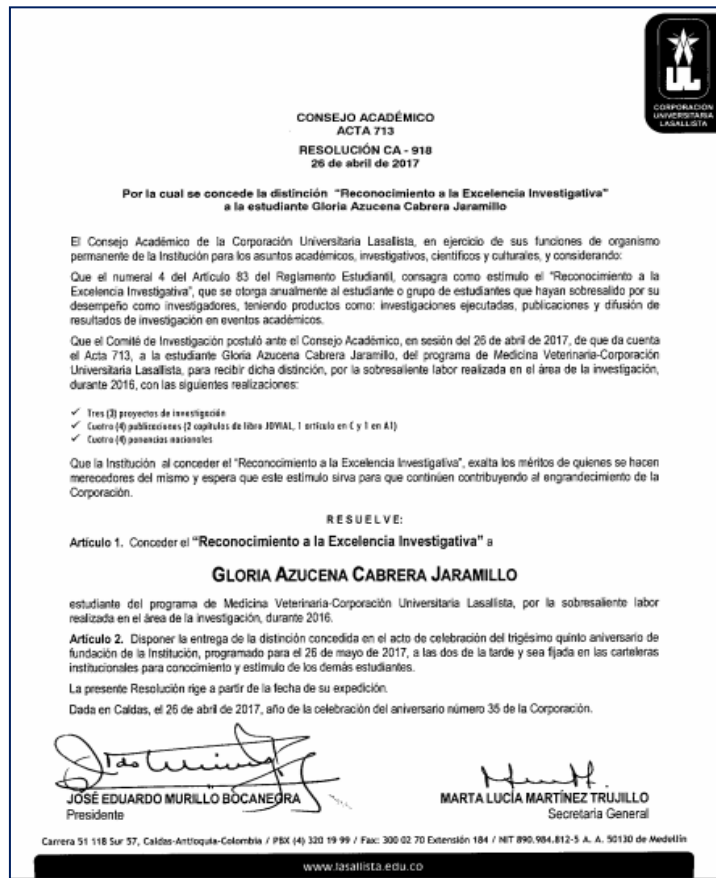 CORPORACIÓN
UNIVERSITARIA
LASALLISTA
CONSEJO ACADÉMICO
ACTA 713
RESOLUCIÓN CA - 918
26 de abril de 2017
Por la cual se concede la distinción "Reconocimiento a la Excelencia Investigativa"
a la estudiante Gloria Azucena Cabrera Jaramillo
El Consejo Académico de la Corporación Universitaria Lasallista, en ejercicio de sus funciones de organismo
permanente de la Institución para los asuntos académicos, investigativos, científicos y culturales, y considerando:
Que el numeral 4 del Artículo 83 del Reglamento Estudiantil, consagra como estímulo el "Reconocimiento a la
Excelencia Investigativa", que se otorga anualmente al estudiante o grupo de estudiantes que hayan sobresalido por su
desempeño como investigadores, teniendo productos como: investigaciones ejecutadas, publicaciones y difusión de
resultados de investigación en eventos académicos.
Que el Comité de Investigación postuló ante el Consejo Académico, en sesión del 26 de abril de 2017, de que da cuenta
el Acta 713, a la estudiante Gloria Azucena Cabrera Jaramillo, del programa de Medicina Veterinaria-Corporación
Universitaria Lasallista, para recibir dicha distinción, por la sobresaliente labor realizada en el área de la investigación,
durante 2016, con las siguientes realizaciones:
✓ Tres (3) proyectos de investigación
✓ Cuatro (4) publicaciones (2 capítulos de libro JOVIAL, 1 artículo en C y 1 en A1)
✓ Cuatro (4) ponencias nacionales
Que la Institución al conceder el "Reconocimiento a la Excelencia Investigativa", exalta los méritos de quienes se hacen
merecedores del mismo y espera que este estímulo sirva para que continúen contribuyendo al engrandecimiento de la
Corporación.
RESUELVE:
Artículo 1. Conceder el "Reconocimiento a la Excelencia Investigativa" a
GLORIA AZUCENA CABRERA JARAMILLO
estudiante del programa de Medicina Veterinaria-Corporación Universitaria Lasallista, por la sobresaliente labor
realizada en el área de la investigación, durante 2016.
Artículo 2. Disponer la entrega de la distinción concedida en el acto de celebración del trigésimo quinto aniversario de
fundación de la Institución, programado para el 26 de mayo de 2017, a las dos de la tarde y sea fijada en las carteleras
institucionales para conocimiento y estímulo de los demás estudiantes.
La presente Resolución rige a partir de la fecha de su expedición.
Dada en Caldas, el 26 de abril de 2017, año de la celebración del aniversario número 35 de la Corporación.
JOSÉ EDUARDO MURILLO BOCANEGRA
Presidente
MARTA LUCÍA MARTÍNEZ TRUJILLO
Secretaria General
Carrera 51 118 Sur 57, Caldas-Antioquia-Colombia / PBX (4) 320 19 99 / Fax: 300 02 70 Extensión 184 / NIT 890.984.812-5 A. A. 50130 de Medellín
www.lasallista.edu.co